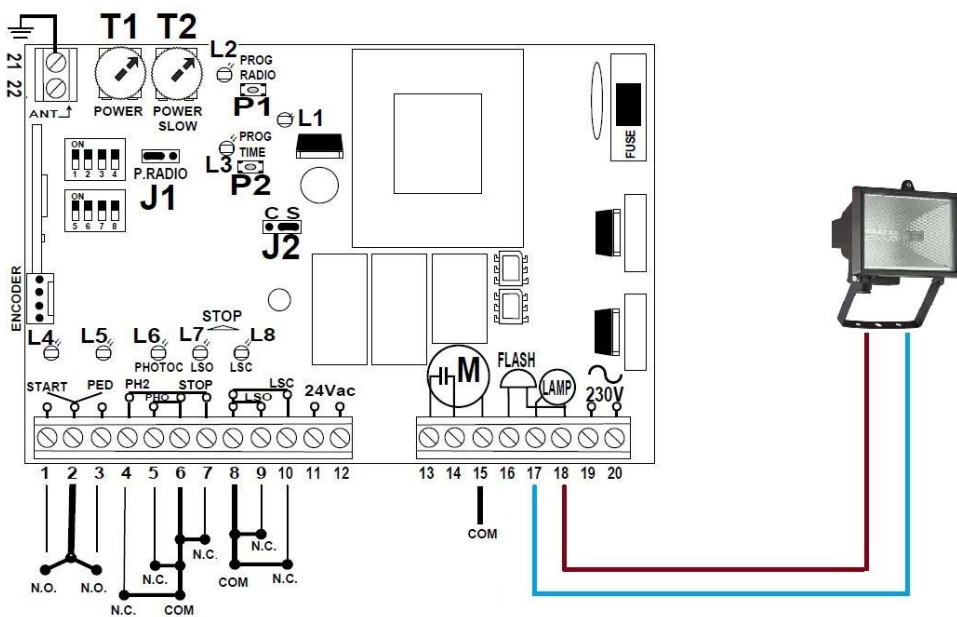 T1 T2
21 22
ANT
POWER
POWER SLOW
L2
PROG RADIO
P1
L1
PROG TIME
L3
P2
ON
1 2 3 4
P.RADIO
J1
ON
5 6 7 8
C S
J2
FUSE
ENCODER
STOP
L4 L5 L6 L7 L8
PHOTOC LSO LSC
START PED PH2 STOP LSC 24Vac
PHO LSO
M FLASH LAMP 230V
1 2 3 4 5 6 7 8 9 10 11 12
13 14 15 16 17 18 19 20
COM
N.C. N.C.
N.O. N.O. N.C. COM N.C.
N.C. COM